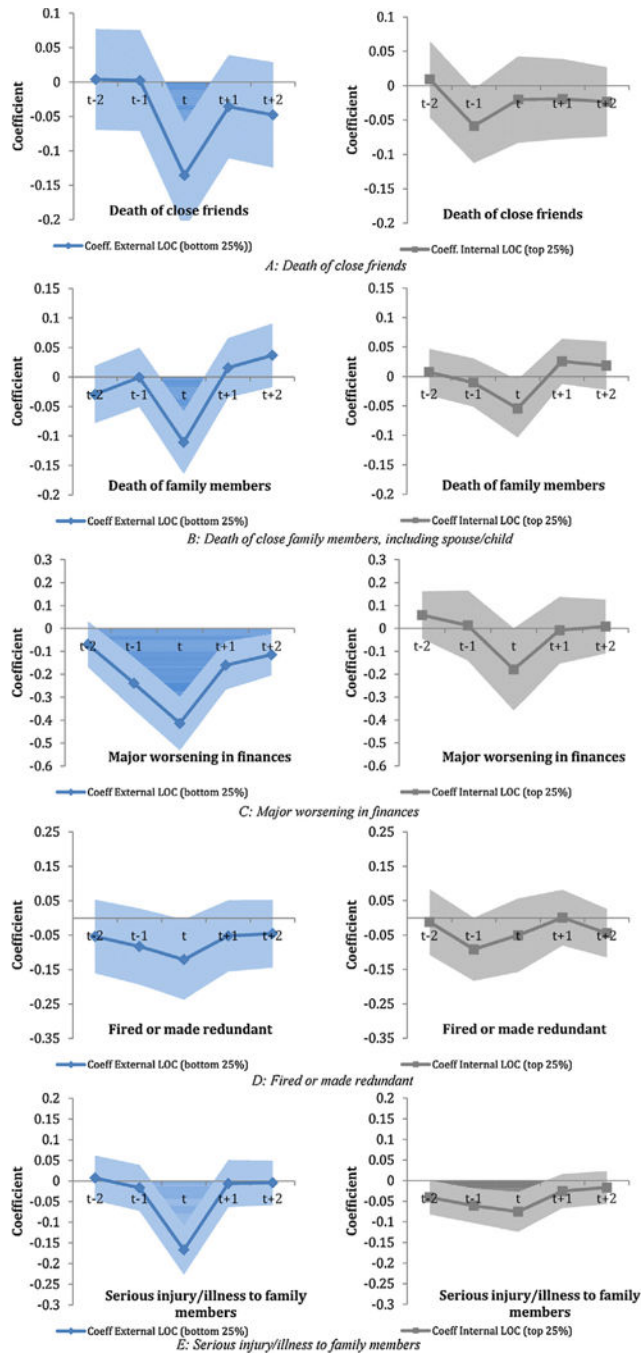 0.1
0.05
0
-0.05
-0.1
-0.15
-0.2
Coefficient
t-2 t-1 t t+1 t+2
Death of close friends
Coeff. External LOC (bottom 25%))
0.1
0.05
0
-0.05
-0.1
-0.15
-0.2
Coefficient
t-2 t-1 t t+1 t+2
Death of close friends
Coeff. Internal LOC (top 25%)
A: Death of close friends
0.15
0.1
0.05
0
-0.05
-0.1
-0.15
-0.2
Coefficient
t-2 t-1 t t+1 t+2
Death of family members
Coeff External LOC (bottom 25%)
0.15
0.1
0.05
0
-0.05
-0.1
-0.15
-0.2
Coefficient
t-2 t-1 t t+1 t+2
Death of family members
Coeff Internal LOC (top 25%)
B: Death of close family members, including spouse/child
0.3
0.2
0.1
0
-0.1
-0.2
-0.3
-0.4
-0.5
-0.6
Coefficient
t-2 t-1 t t+1 t+2
Major worsening in finances
Coeff External LOC (bottom 25%)
0.3
0.2
0.1
0
-0.1
-0.2
-0.3
-0.4
-0.5
-0.6
Coefficient
t-2 t-1 t t+1 t+2
Major worsening in finances
Coeff Internal LOC (top 25%)
C: Major worsening in finances
0.25
0.15
0.05
-0.05
-0.15
-0.25
-0.35
Coefficient
t-2 t-1 t t+1 t+2
Fired or made redundant
Coeff External LOC (bottom 25%)
0.25
0.15
0.05
-0.05
-0.15
-0.25
-0.35
Coefficient
t-2 t-1 t t+1 t+2
Fired or made redundant
Coeff Internal LOC (top 25%)
D: Fired or made redundant
0.2
0.15
0.1
0.05
0
-0.05
-0.1
-0.15
-0.2
-0.25
-0.3
Coefficient
t-2 t-1 t t+1 t+2
Serious injury/illness to family
members
Coeff External LOC (bottom 25%)
0.2
0.15
0.1
0.05
0
-0.05
-0.1
-0.15
-0.2
-0.25
-0.3
Coefficient
t-2 t-1 t t+1 t+2
Serious injury/illness to family
members
Coeff Internal LOC (top 25%)
E: Serious injury/illness to family members